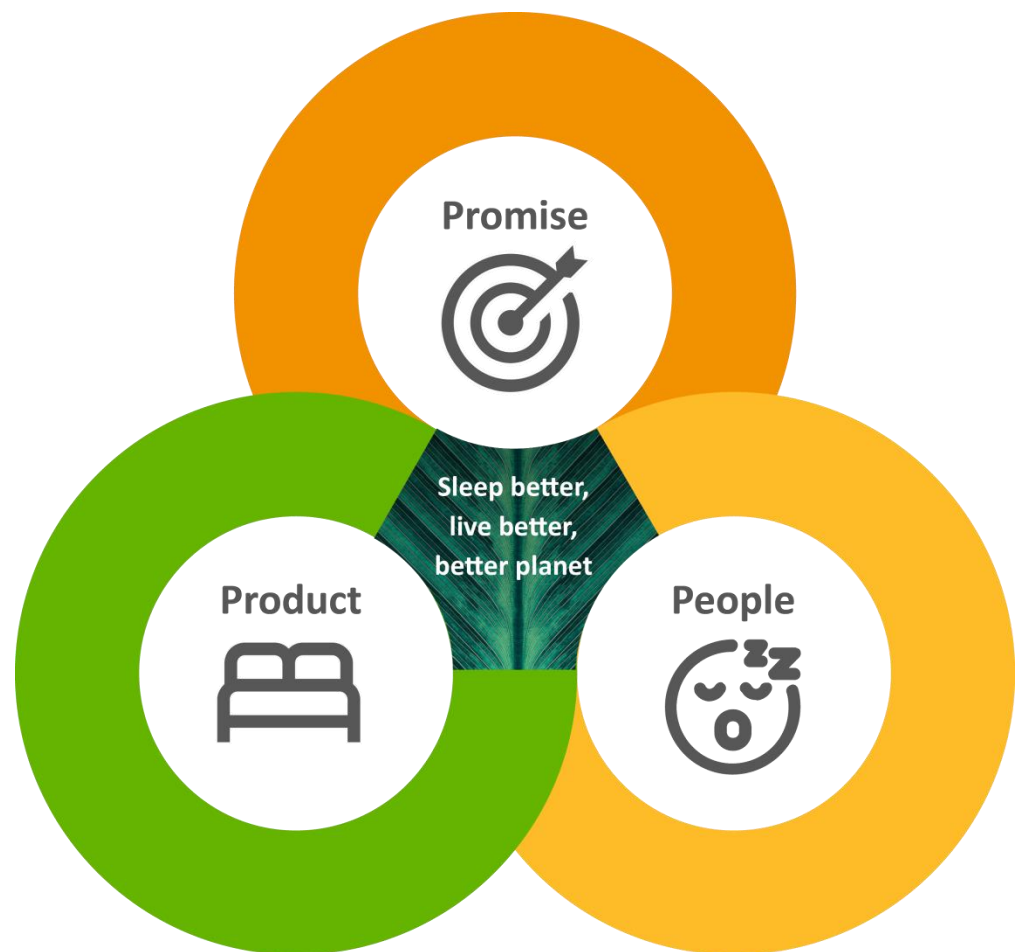 Promise
Sleep better,
live better,
better planet
Product
People